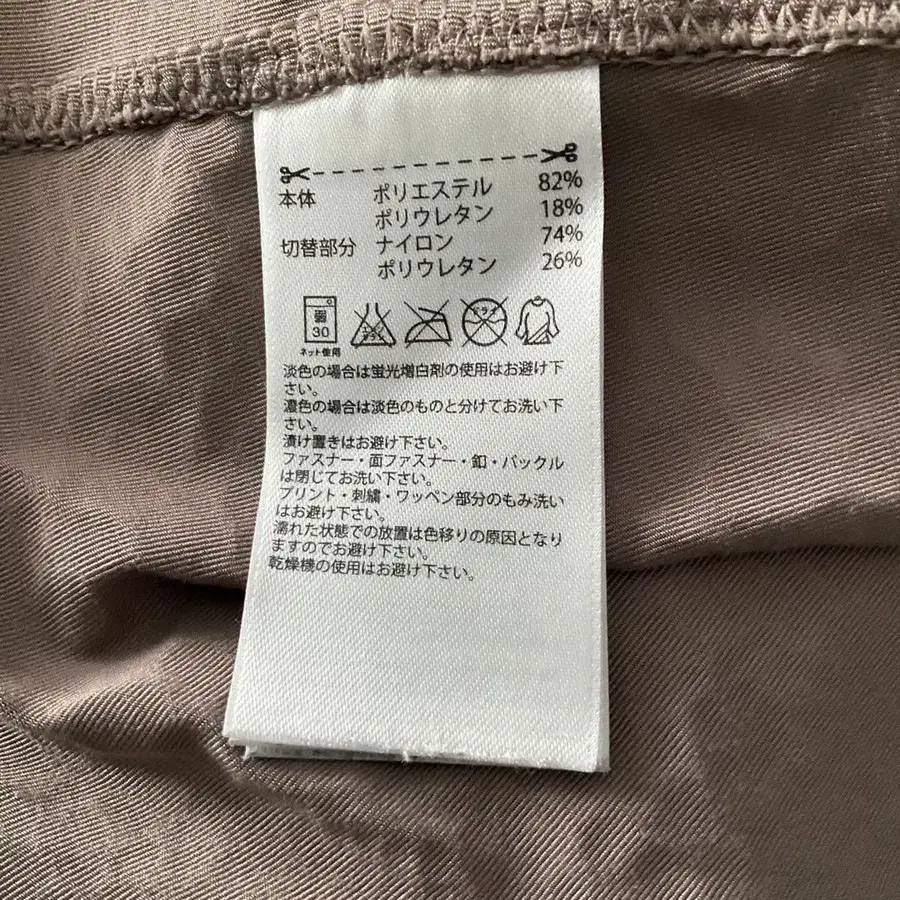 本体 ポリエステル 82%
ポリウレタン 18%
切替部分 ナイロン 74%
ポリウレタン 26%
弱
30
ネット使用
エンソサラシ
ドライ
淡色の場合は蛍光増白剤の使用はお避け下
さい。
濃色の場合は淡色のものと分けてお洗い下
さい。
漬け置きはお避け下さい。
ファスナー・面ファスナー・釦・バックル
は閉じてお洗い下さい。
プリント・刺繍・ワッペン部分のもみ洗い
はお避け下さい。
濡れた状態での放置は色移りの原因となり
ますのでお避け下さい。
乾燥機の使用はお避け下さい。